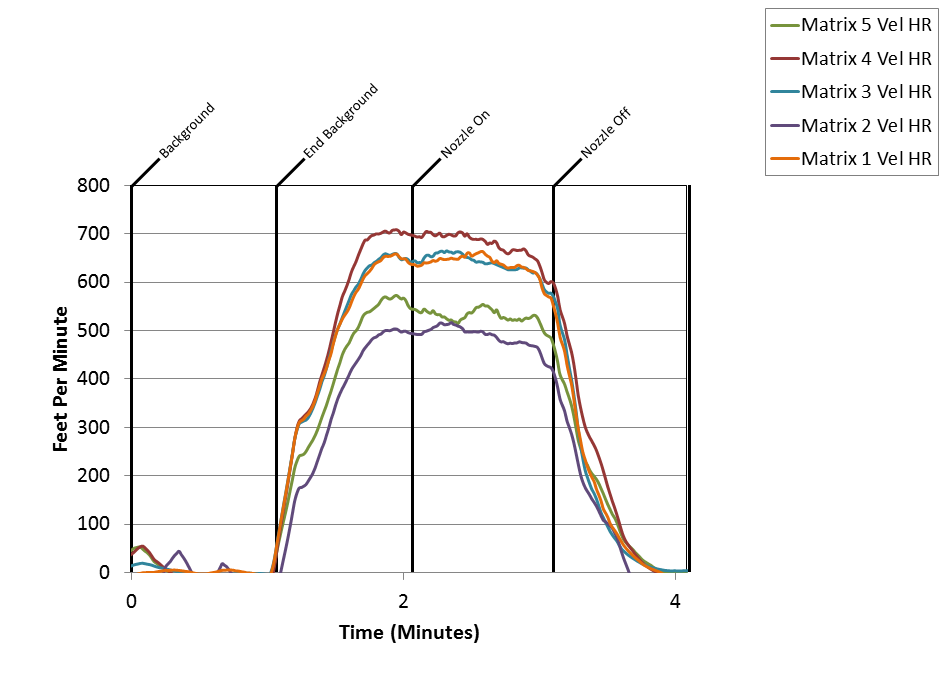 Matrix 5 Vel HR
Matrix 4 Vel HR
Matrix 3 Vel HR
Matrix 2 Vel HR
Matrix 1 Vel HR
Background
End Background
Nozzle On
Nozzle Off
800
700
600
500
400
300
200
100
0
Feet Per Minute
0 2 4
Time (Minutes)